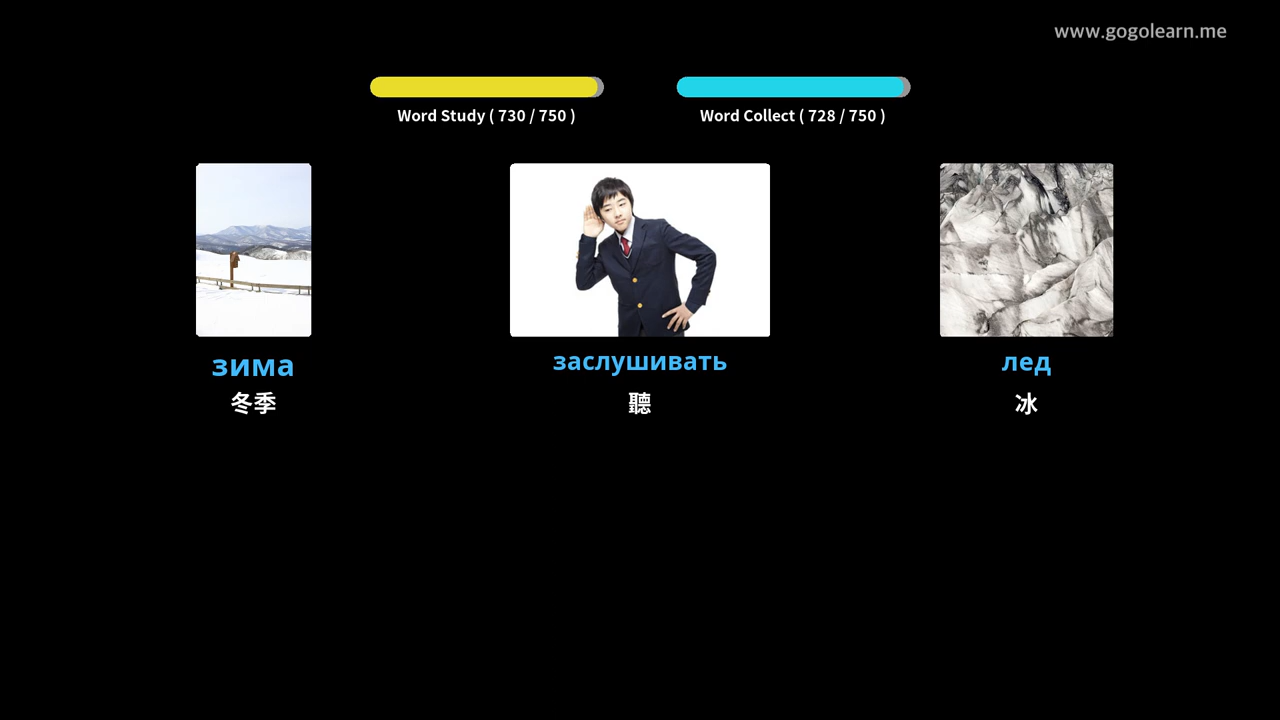 www.gogolearn.me
Word Study ( 730 / 750 )
Word Collect ( 728 / 750 )
зима
冬季
заслушивать
聽
лед
冰